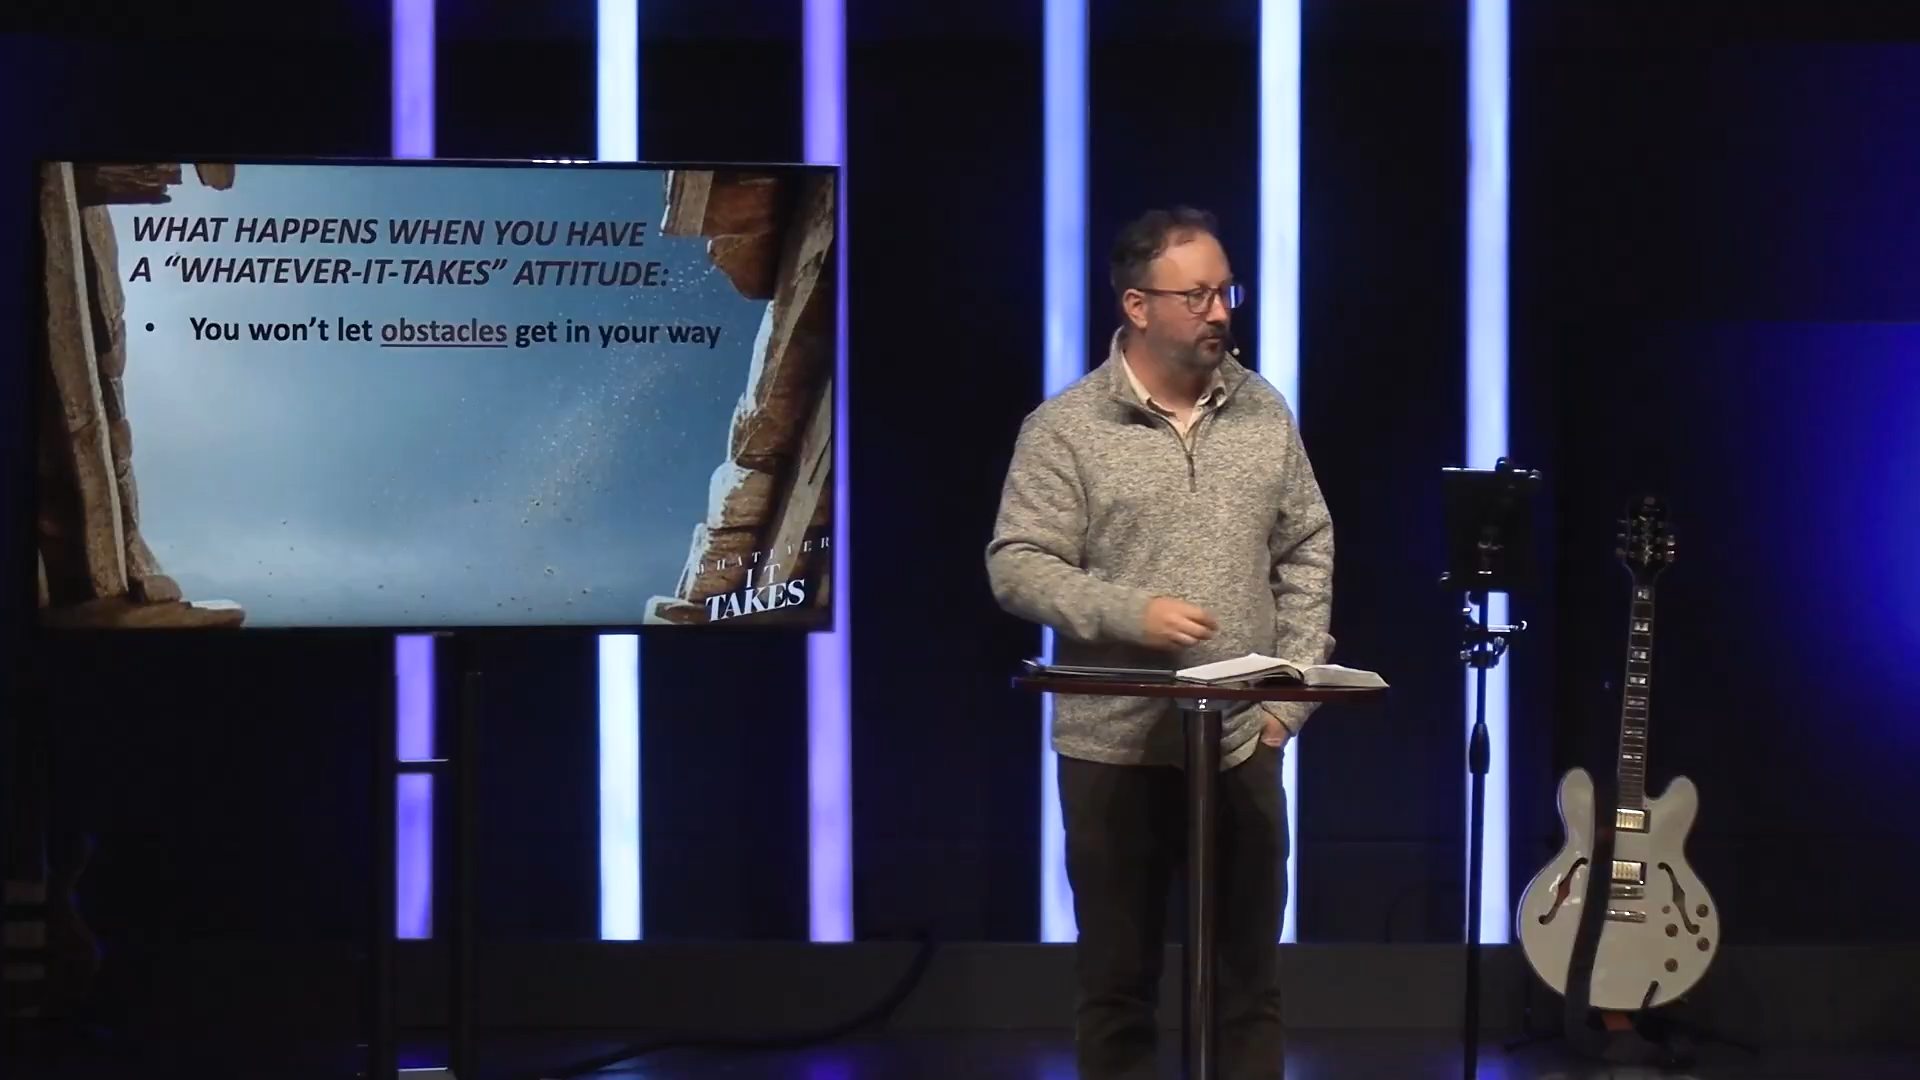 WHAT HAPPENS WHEN YOU HAVE
A “WHATEVER-IT-TAKES” ATTITUDE:
• You won’t let obstacles get in your way
WHATEVER
IT
TAKES